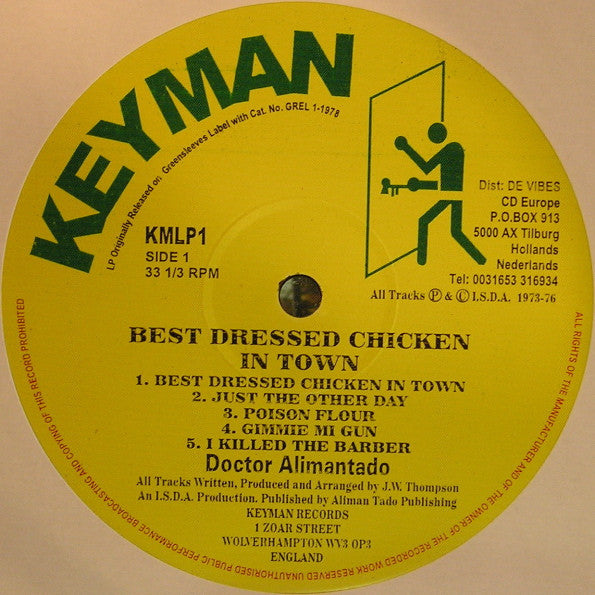 KEYMAN
LP Originally Released on Greensleeves Label with Cat. No. GREL 1-1978
KMLP1
SIDE 1
33 1/3 RPM
Dist: DE VIBES
CD Europe
P.O.BOX 913
5000 AX Tilburg
Hollands
Nederlands
Tel: 0031653 316934
All Tracks Ⓟ & © I.S.D.A. 1973-76
BEST DRESSED CHICKEN
IN TOWN
1. BEST DRESSED CHICKEN IN TOWN
2. JUST THE OTHER DAY
3. POISON FLOUR
4. GIMMIE MI GUN
5. I KILLED THE BARBER
Doctor Alimantado
All Tracks Written, Produced and Arranged by J.W. Thompson
An I.S.D.A. Production. Published by Aliman Tado Publishing
KEYMAN RECORDS
1 ZOAR STREET
WOLVERHAMPTON WV3 OP3
ENGLAND
ALL RIGHTS OF THE MANUFACTURER AND OF THE OWNER OF THE RECORDED WORK RESERVED UNAUTHORISED PUBLIC PERFORMANCE BROADCASTING AND COPYING OF THIS RECORD PROHIBITED